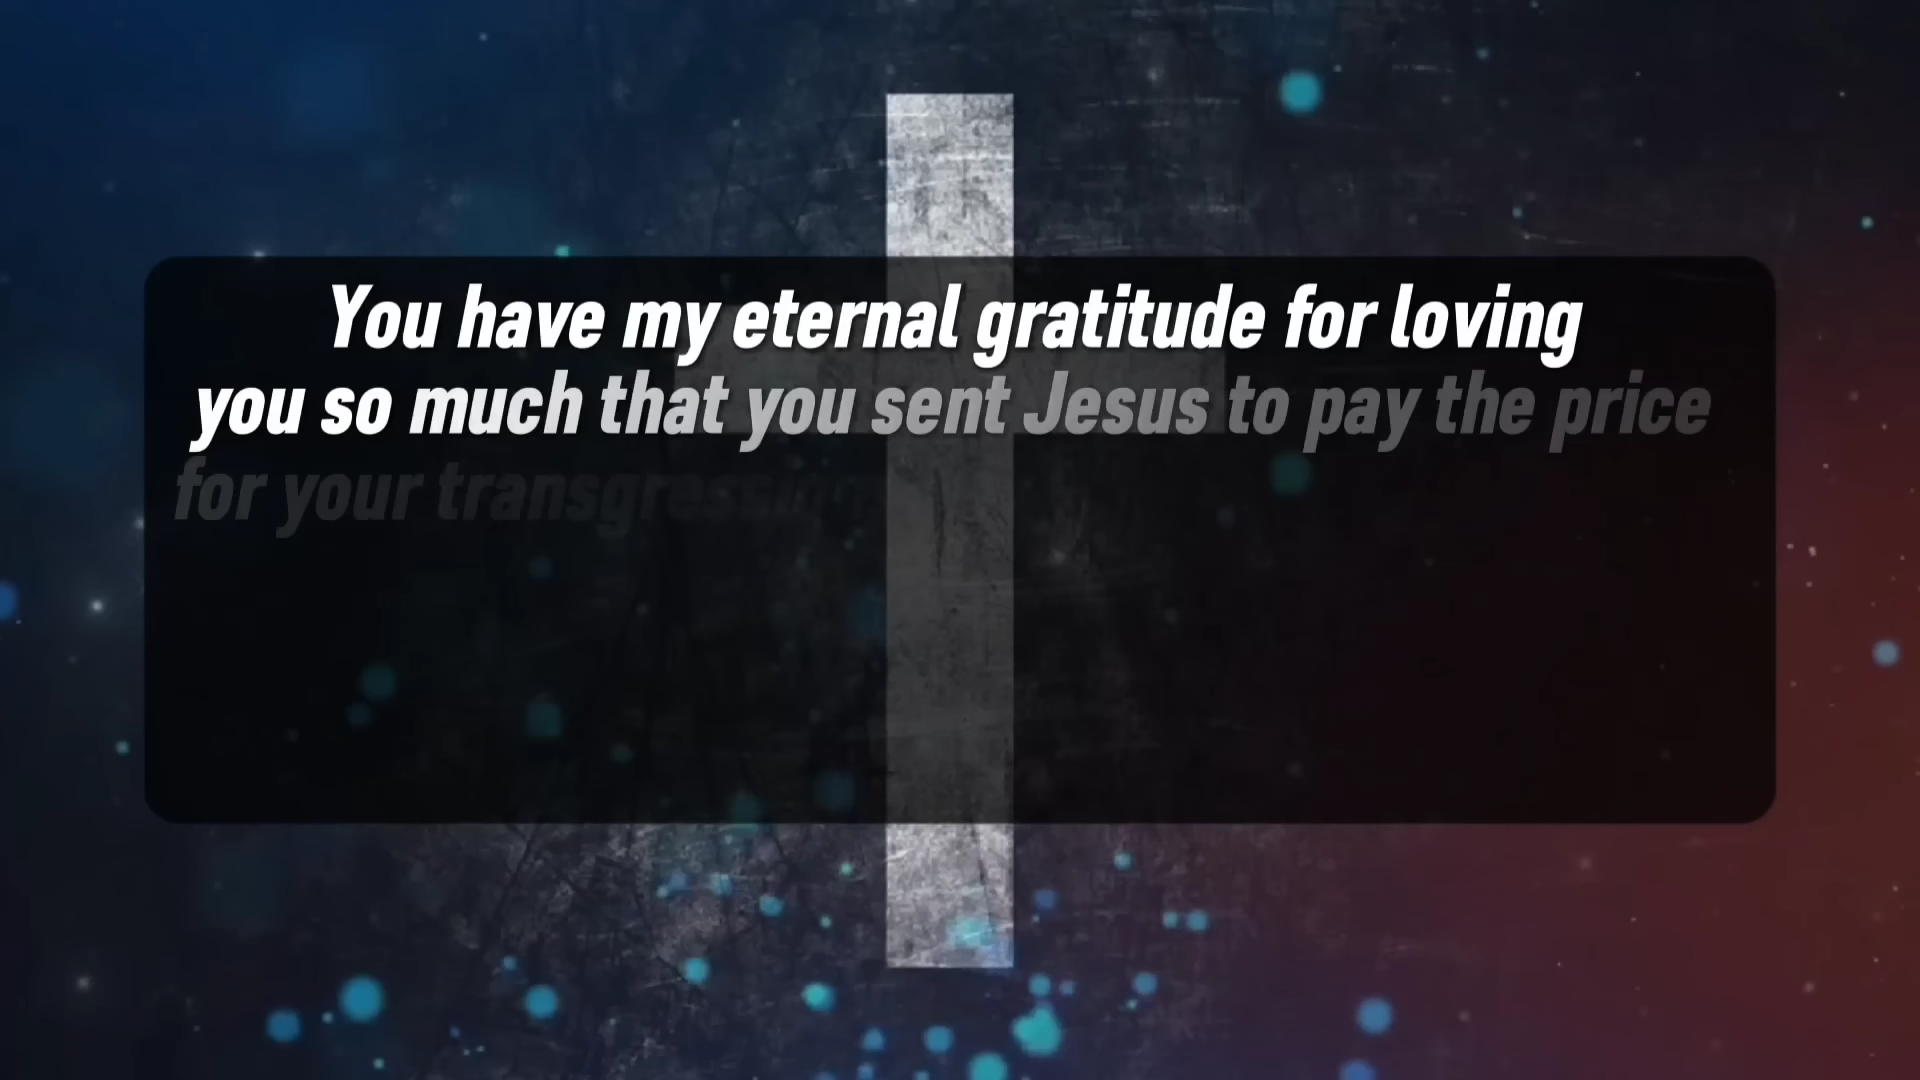 You have my eternal gratitude for loving
you so much that you sent Jesus to pay the price
for your